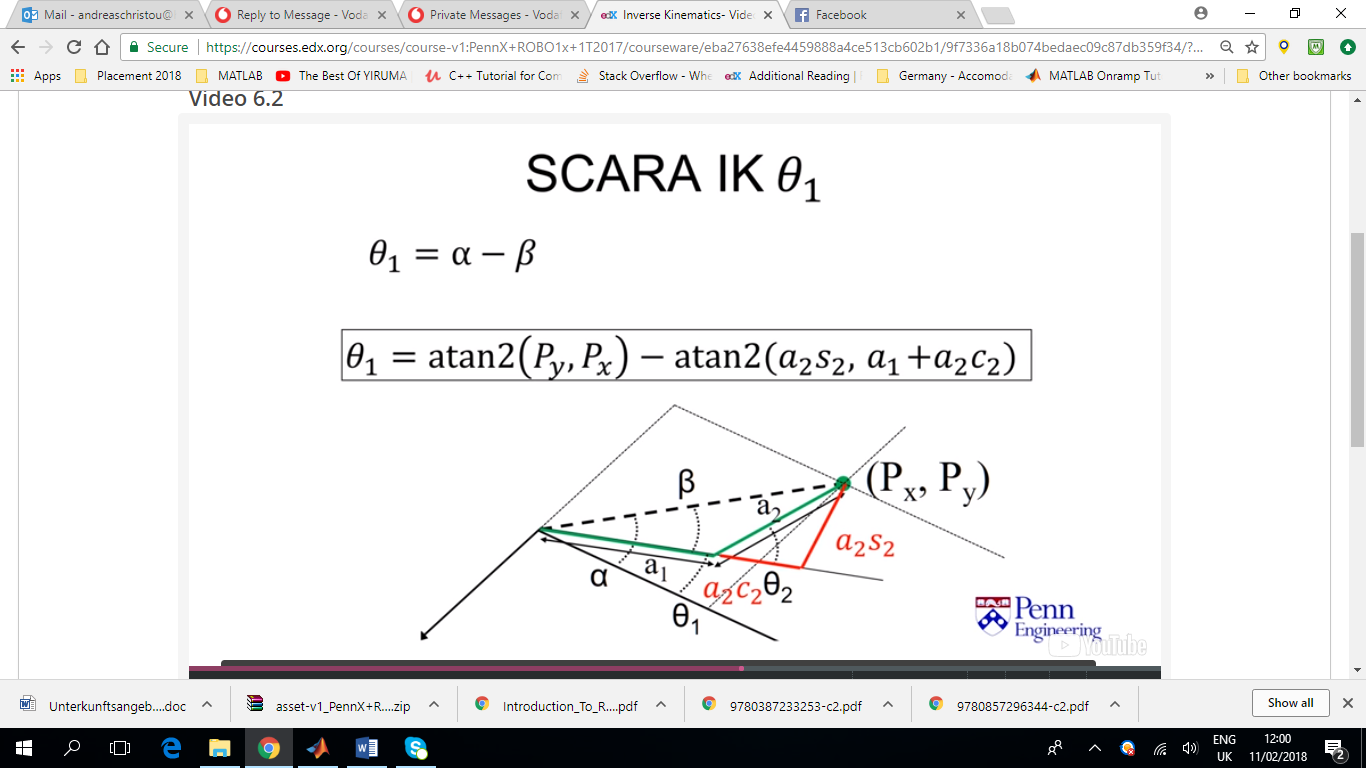 Mail - andreaschristou@
Reply to Message - Voda
Private Messages - Voda
edX Inverse Kinematics- Vide
Facebook
Secure https://courses.edx.org/courses/course-v1:PennX+ROBO1x+1T2017/courseware/eba27638efe4459888a4ce513cb602b1/9f7336a18b074bedaec09c87db359f34/?...
Apps Placement 2018 MATLAB The Best Of YIRUMA C++ Tutorial for Com Stack Overflow - Whe edX Additional Reading | Germany - Accomoda MATLAB Onramp Tut » Other bookmarks
Video 6.2
SCARA IK θ₁
θ₁ = α − β
θ₁ = atan2(Pᵧ, Pₓ) − atan2(a₂s₂, a₁+a₂c₂)
β
(Pₓ, Pᵧ)
a₂
a₂s₂
α
a₁
a₂c₂
θ₂
θ₁
Penn
Engineering
YouTube
Unterkunftsangeb....doc
asset-v1_PennX+R....zip
Introduction_To_R....pdf
9780387233253-c2.pdf
9780857296344-c2.pdf
Show all
ENG
UK
12:00
11/02/2018
2